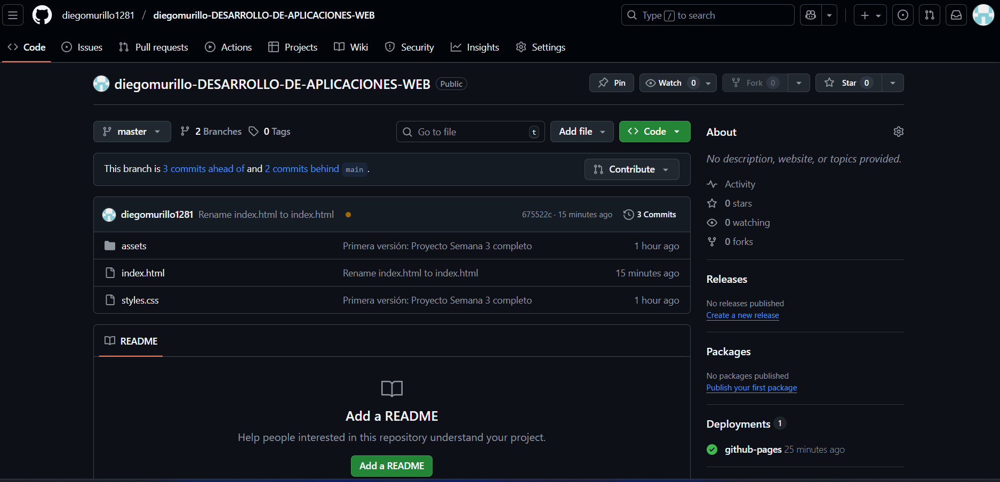 diegomurillo1281 / diegomurillo-DESARROLLO-DE-APLICACIONES-WEB
Type / to search
Code Issues Pull requests Actions Projects Wiki Security Insights Settings
diegomurillo-DESARROLLO-DE-APLICACIONES-WEB Public
Pin Watch 0 Fork 0 Star 0
master 2 Branches 0 Tags
Go to file t
Add file
Code
This branch is 3 commits ahead of and 2 commits behind main .
Contribute
diegomurillo1281 Rename index.html to index.html 675522c · 15 minutes ago 3 Commits
assets Primera versión: Proyecto Semana 3 completo 1 hour ago
index.html Rename index.html to index.html 15 minutes ago
styles.css Primera versión: Proyecto Semana 3 completo 1 hour ago
README
Add a README
Help people interested in this repository understand your project.
Add a README
About
No description, website, or topics provided.
Activity
0 stars
0 watching
0 forks
Releases
No releases published
Create a new release
Packages
No packages published
Publish your first package
Deployments 1
github-pages 25 minutes ago